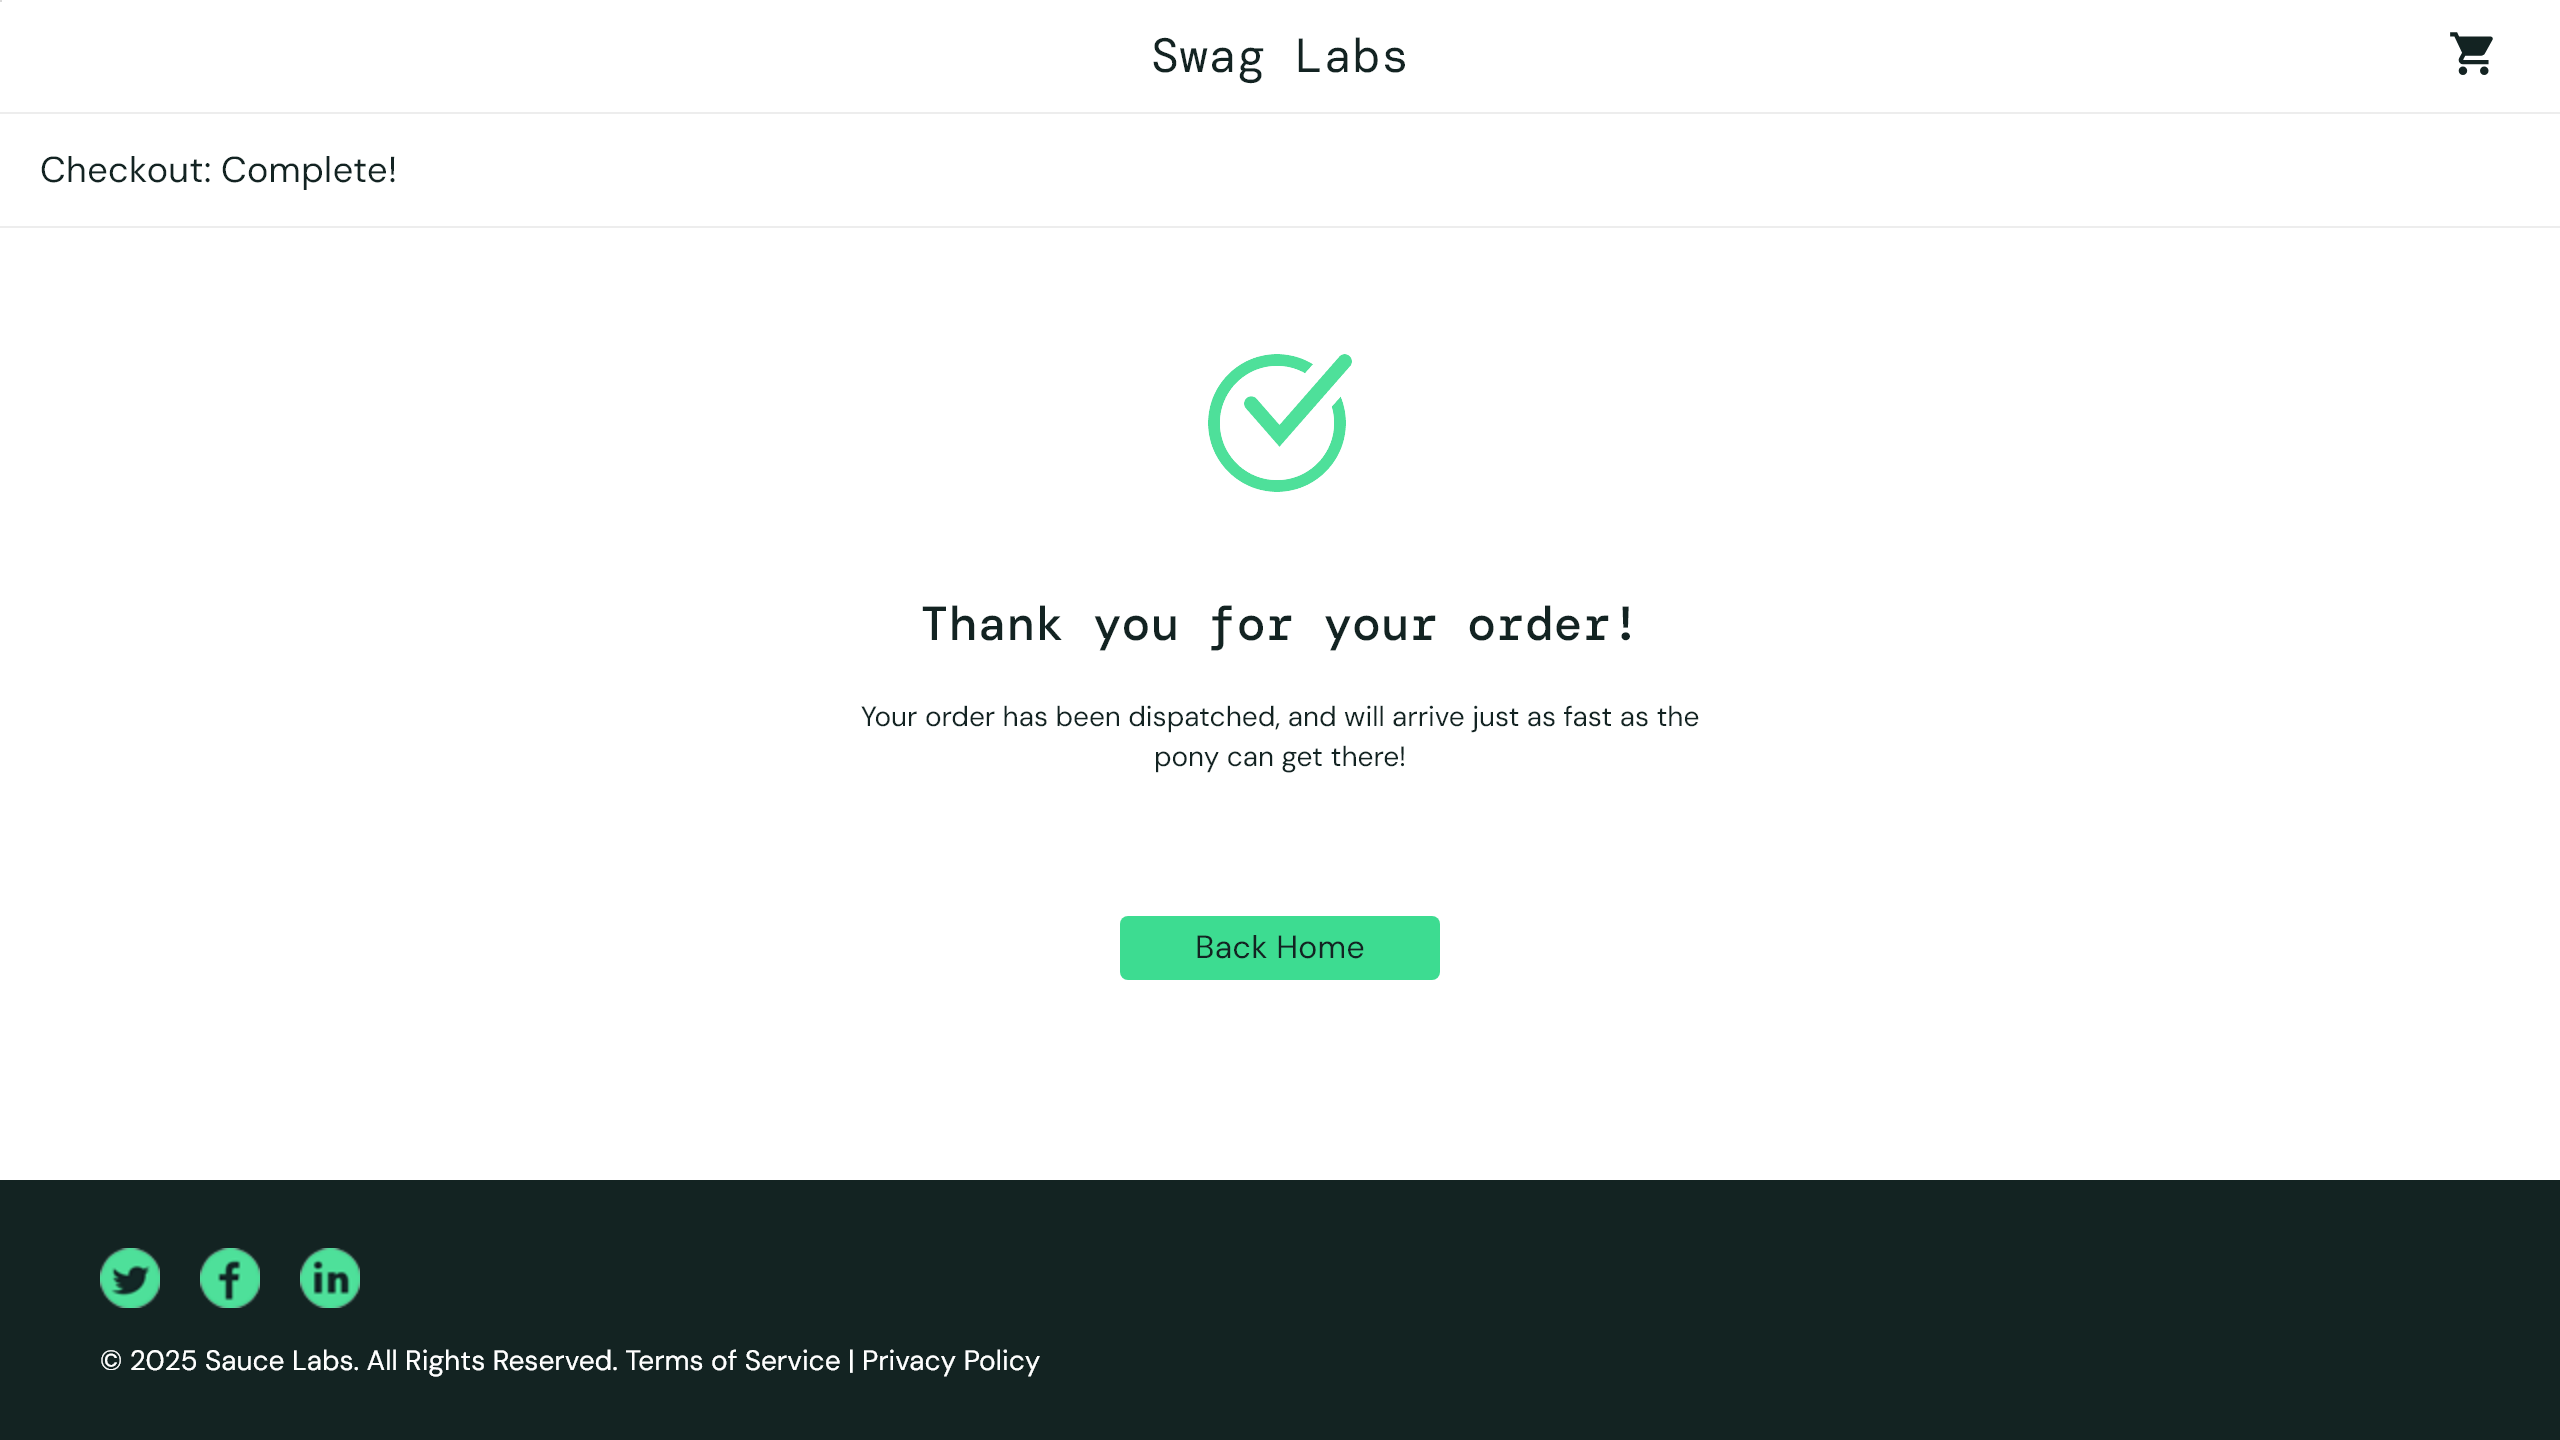 Swag Labs
Checkout: Complete!
Thank you for your order!
Your order has been dispatched, and will arrive just as fast as the
pony can get there!
Back Home
© 2025 Sauce Labs. All Rights Reserved. Terms of Service | Privacy Policy